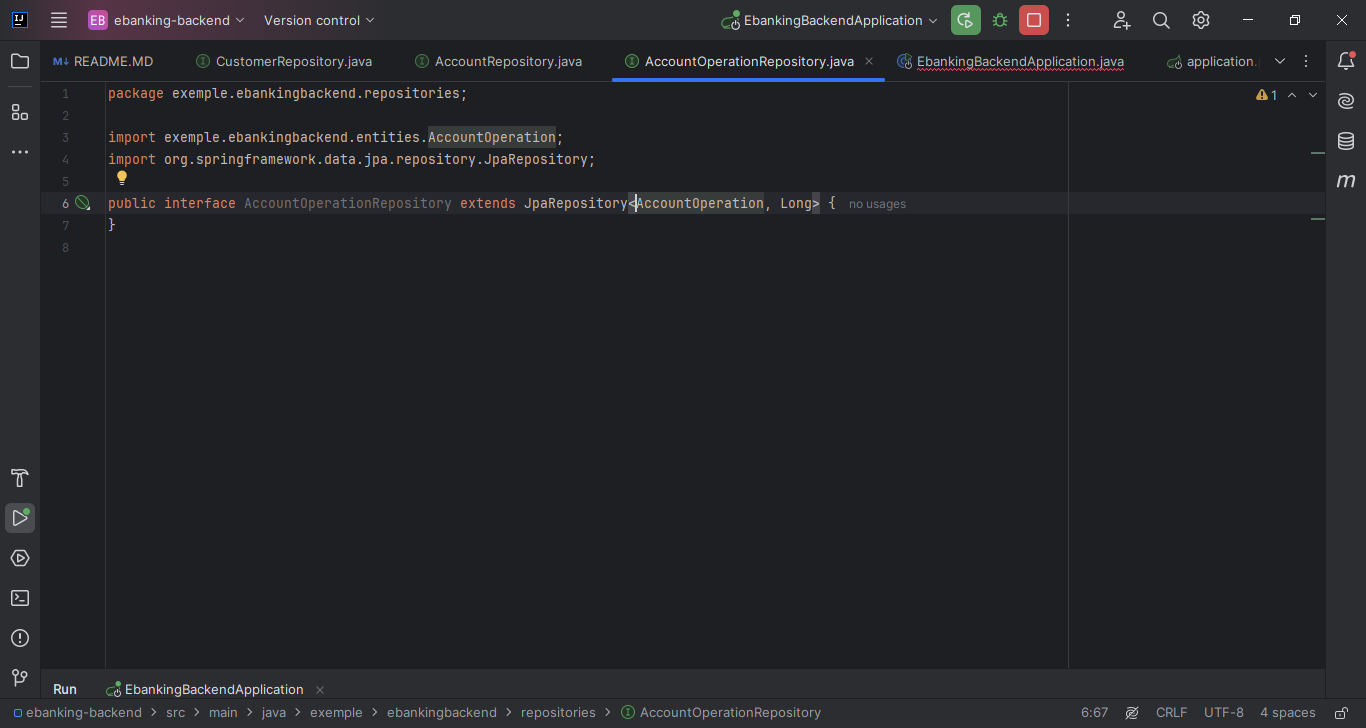 EB ebanking-backend Version control EbankingBackendApplication
M↓ README.MD CustomerRepository.java AccountRepository.java AccountOperationRepository.java EbankingBackendApplication.java application.
1 package exemple.ebankingbackend.repositories; 1
2
3 import exemple.ebankingbackend.entities.AccountOperation;
4 import org.springframework.data.jpa.repository.JpaRepository;
5
6 public interface AccountOperationRepository extends JpaRepository<AccountOperation, Long> { no usages
7 }
8
Run EbankingBackendApplication
ebanking-backend > src > main > java > exemple > ebankingbackend > repositories > AccountOperationRepository 6:67 CRLF UTF-8 4 spaces